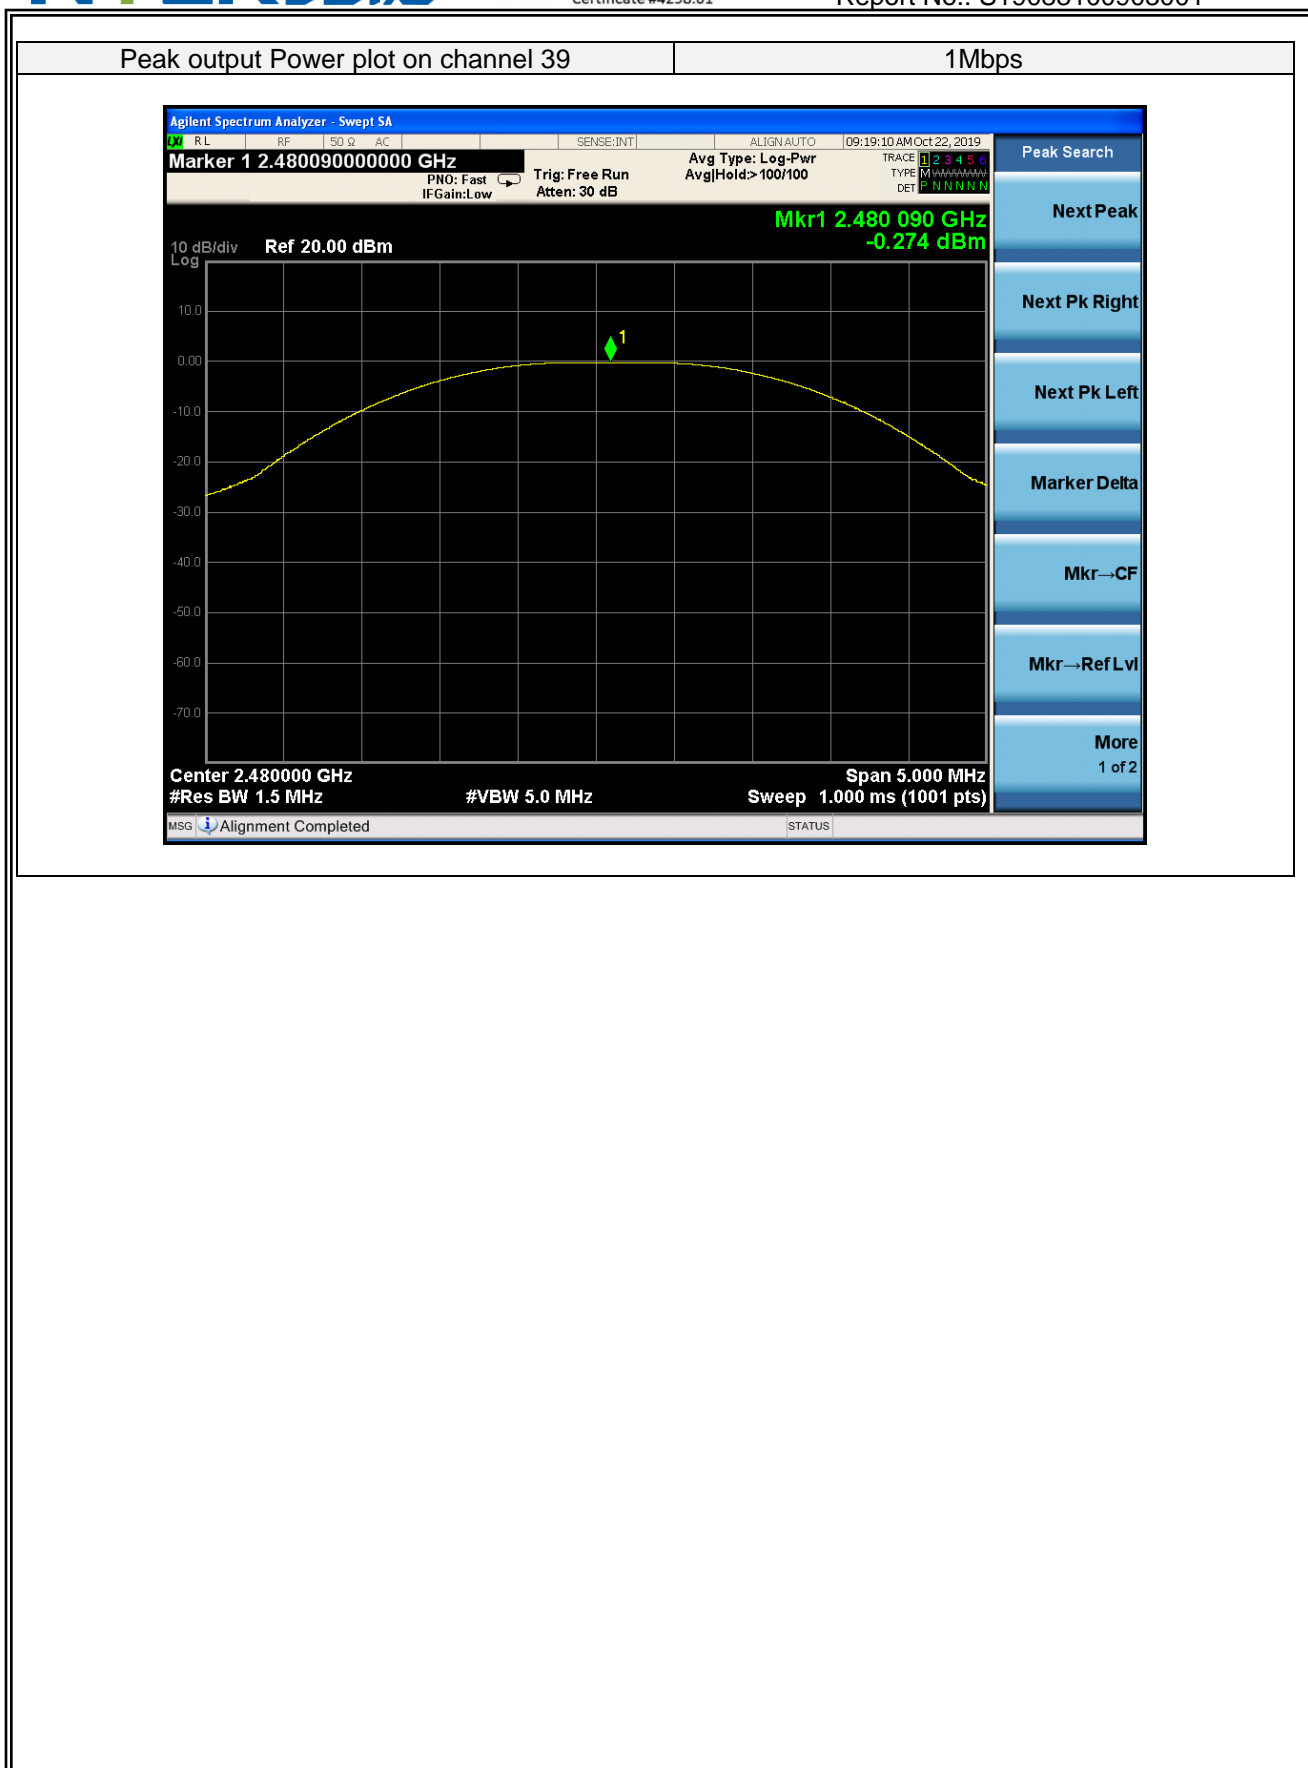 Peak output Power plot on channel 39 1Mbps
Agilent Spectrum Analyzer - Swept SA
LXI RL RF 50 Ω AC SENSE:INT ALIGN AUTO 09:19:10 AM Oct 22, 2019
Marker 1 2.480090000000 GHz
PNO: Fast
IFGain:Low
Trig: Free Run
Atten: 30 dB
Avg Type: Log-Pwr
Avg|Hold:> 100/100
TRACE 1 2 3 4 5 6
TYPE M
DET P N N N N N
Mkr1 2.480 090 GHz
-0.274 dBm
10 dB/div Ref 20.00 dBm
Log
10.0
1
0.00
-10.0
-20.0
-30.0
-40.0
-50.0
-60.0
-70.0
Center 2.480000 GHz Span 5.000 MHz
#Res BW 1.5 MHz #VBW 5.0 MHz Sweep 1.000 ms (1001 pts)
MSG Alignment Completed STATUS
Peak Search
Next Peak
Next Pk Right
Next Pk Left
Marker Delta
Mkr→CF
Mkr→Ref Lvl
More
1 of 2